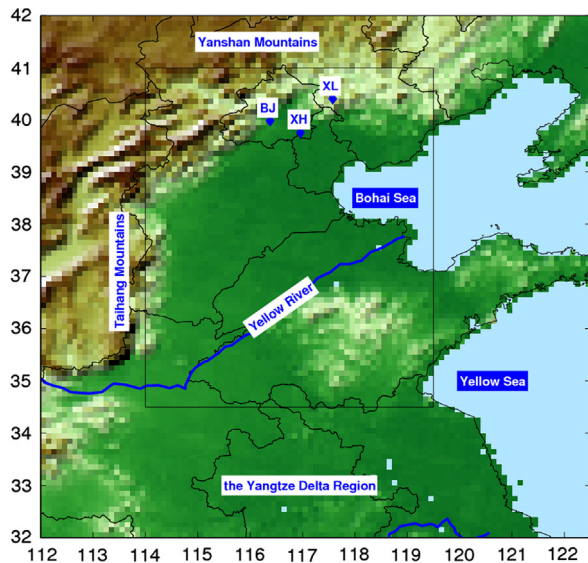 42
Yanshan Mountains
41
XL
BJ
40
XH
39
Bohai Sea
38
Taihang Mountains
37
Yellow River
36
35
Yellow Sea
34
33
the Yangtze Delta Region
32
112 113 114 115 116 117 118 119 120 121 122